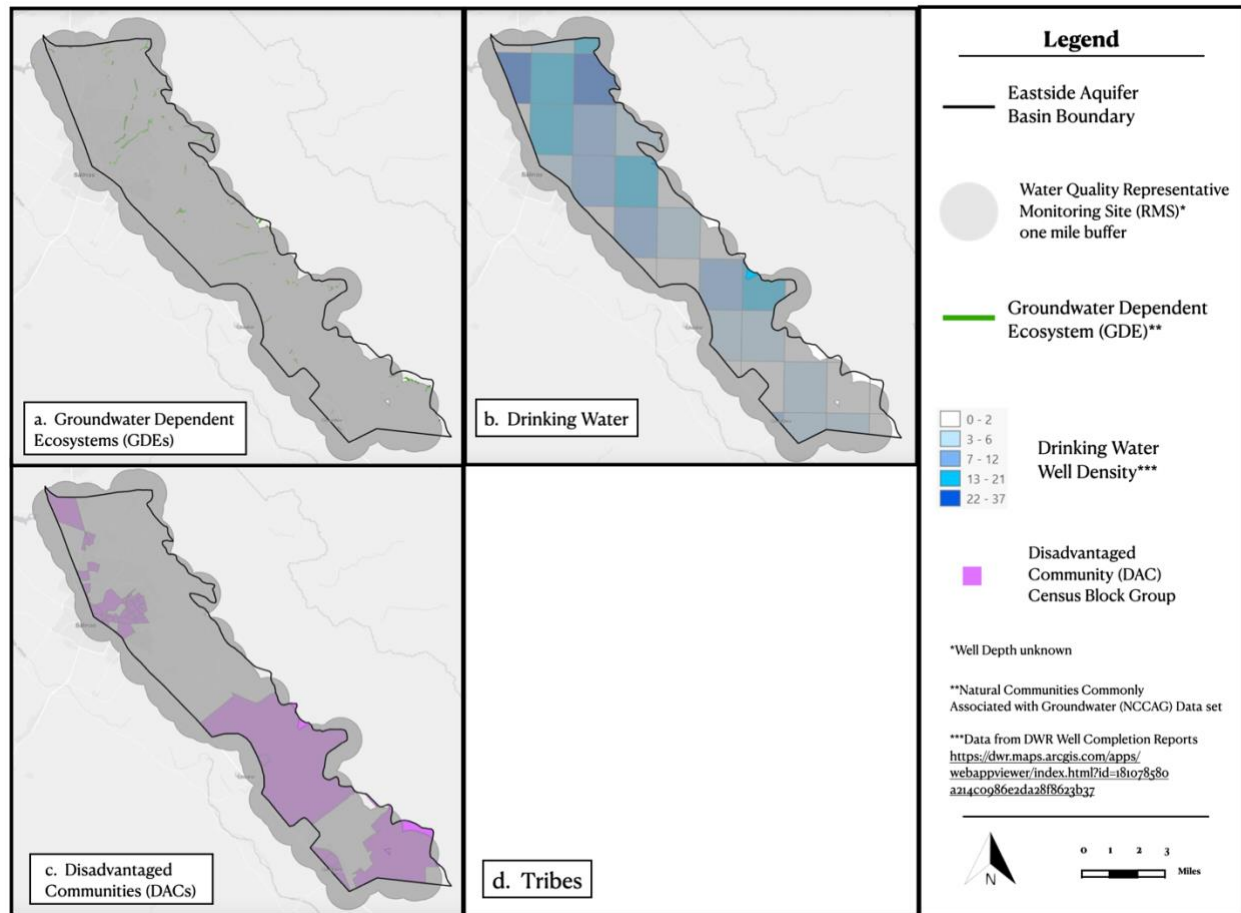 a. Groundwater Dependent
Ecosystems (GDEs)
b. Drinking Water
c. Disadvantaged
Communities (DACs)
d. Tribes
Legend
Eastside Aquifer
Basin Boundary
Water Quality Representative
Monitoring Site (RMS)*
one mile buffer
Groundwater Dependent
Ecosystem (GDE)**
0 - 2
3 - 6
7 - 12
13 - 21
22 - 37
Drinking Water
Well Density***
Disadvantaged
Community (DAC)
Census Block Group
*Well Depth unknown
**Natural Communities Commonly
Associated with Groundwater (NCCAG) Data set
***Data from DWR Well Completion Reports
https://dwr.maps.arcgis.com/apps/
webappviewer/index.html?id=181078580
a214c0986e2da28f8623b37
N
0 1 2 3
Miles